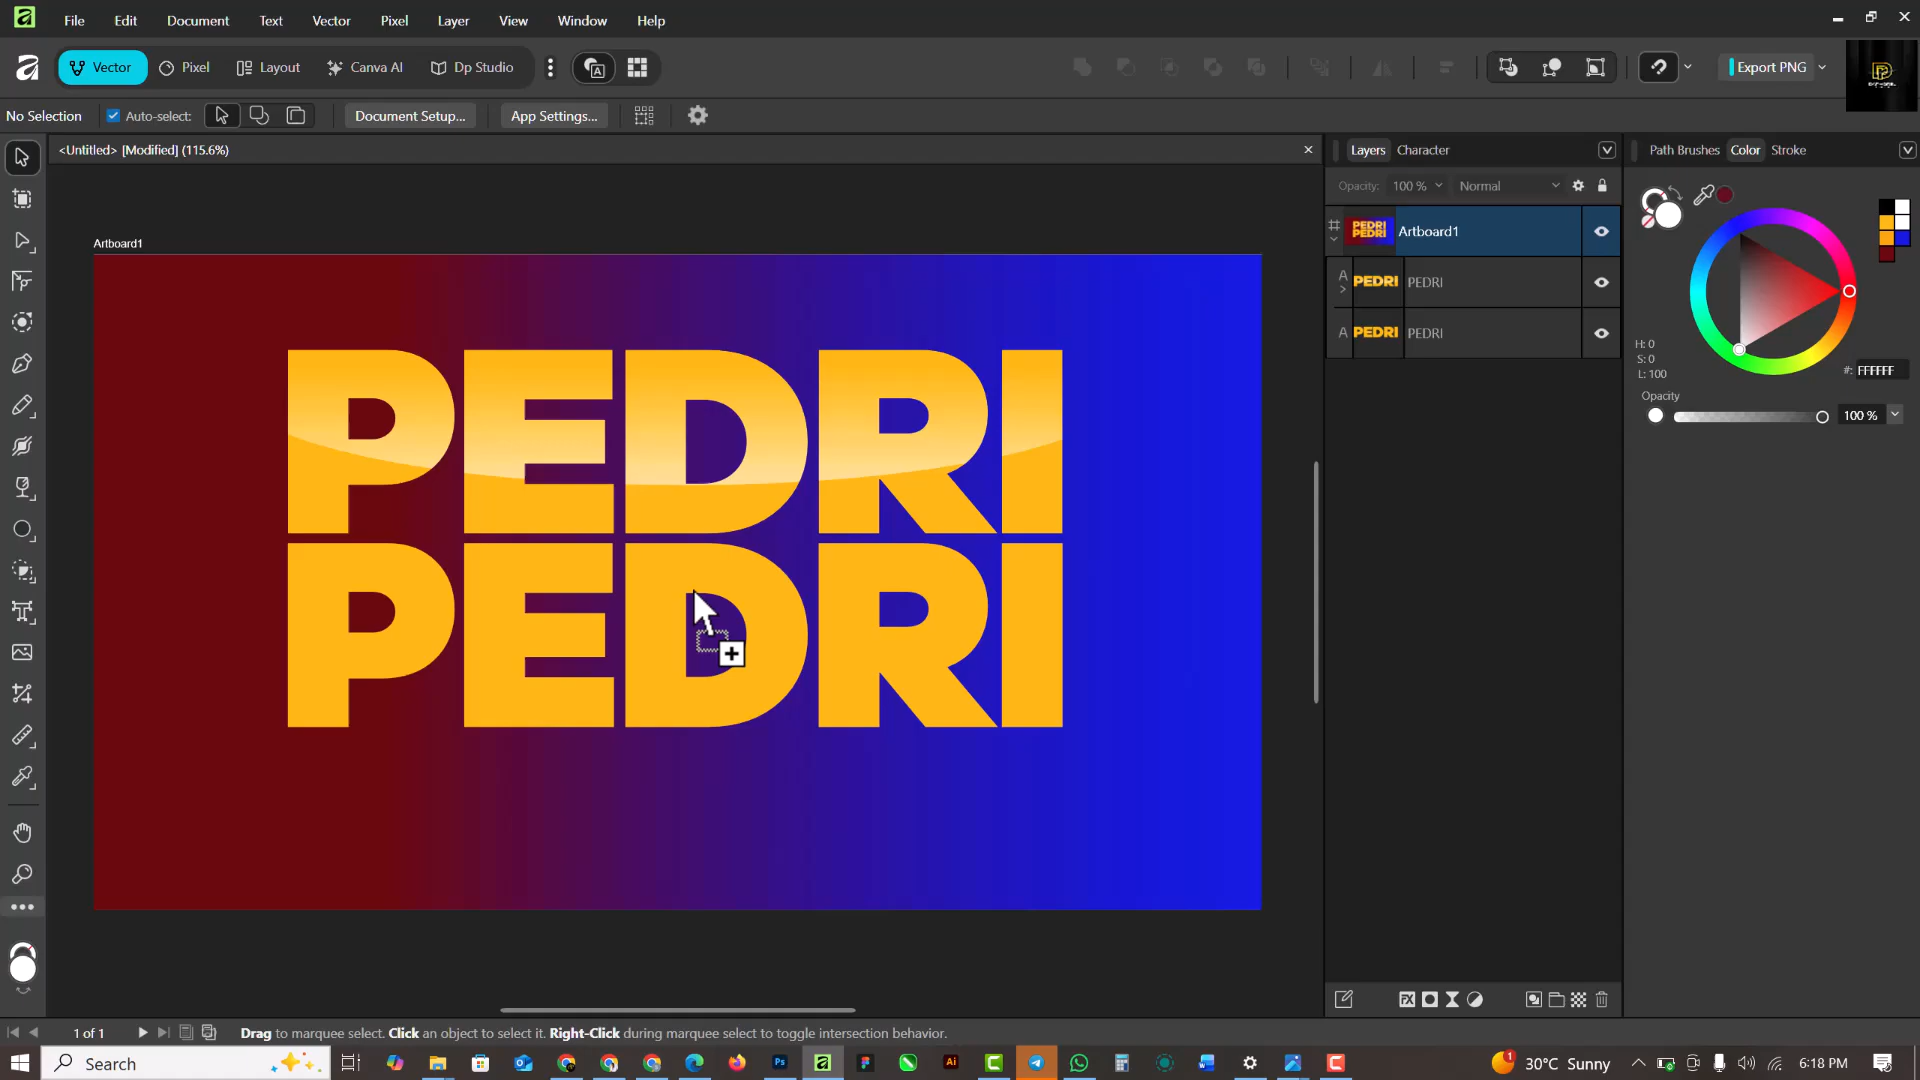 File Edit Document Text Vector Pixel Layer View Window Help
Vector Pixel Layout Canva AI Dp Studio Export PNG
No Selection Auto-select: Document Setup... App Settings...
<Untitled> [Modified] (115.6%)
Layers Character
Path Brushes Color Stroke
Opacity: 100 % Normal
Artboard1
PEDRI
PEDRI
Artboard1
PEDRI PEDRI
PEDRI PEDRI
H: 0
S: 0
L: 100
#: FFFFFF
Opacity
100 %
PEDRI
PEDRI
1 of 1 Drag to marquee select. Click an object to select it. Right-Click during marquee select to toggle intersection behavior.
Search 30°C Sunny 6:18 PM